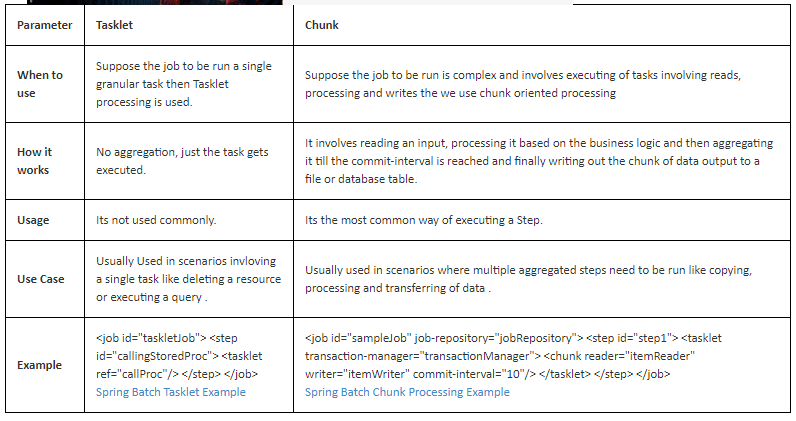 Parameter
Tasklet
Chunk
When to
use
Suppose the job to be run a single
granular task then Tasklet
processing is used.
Suppose the job to be run is complex and involves executing of tasks involving reads,
processing and writes the we use chunk oriented processing
How it
works
No aggregation, just the task gets
executed.
It involves reading an input, processing it based on the business logic and then aggregating
it till the commit-interval is reached and finally writing out the chunk of data output to a
file or database table.
Usage
Its not used commonly.
Its the most common way of executing a Step.
Use Case
Usually Used in scenarios invloving
a single task like deleting a resource
or executing a query .
Usually used in scenarios where multiple aggregated steps need to be run like copying,
processing and transferring of data .
Example
<job id="taskletJob"> <step
id="callingStoredProc"> <tasklet
ref="callProc"/> </step> </job>
Spring Batch Tasklet Example
<job id="sampleJob" job-repository="jobRepository"> <step id="step1"> <tasklet
transaction-manager="transactionManager"> <chunk reader="itemReader"
writer="itemWriter" commit-interval="10"/> </tasklet> </step> </job>
Spring Batch Chunk Processing Example